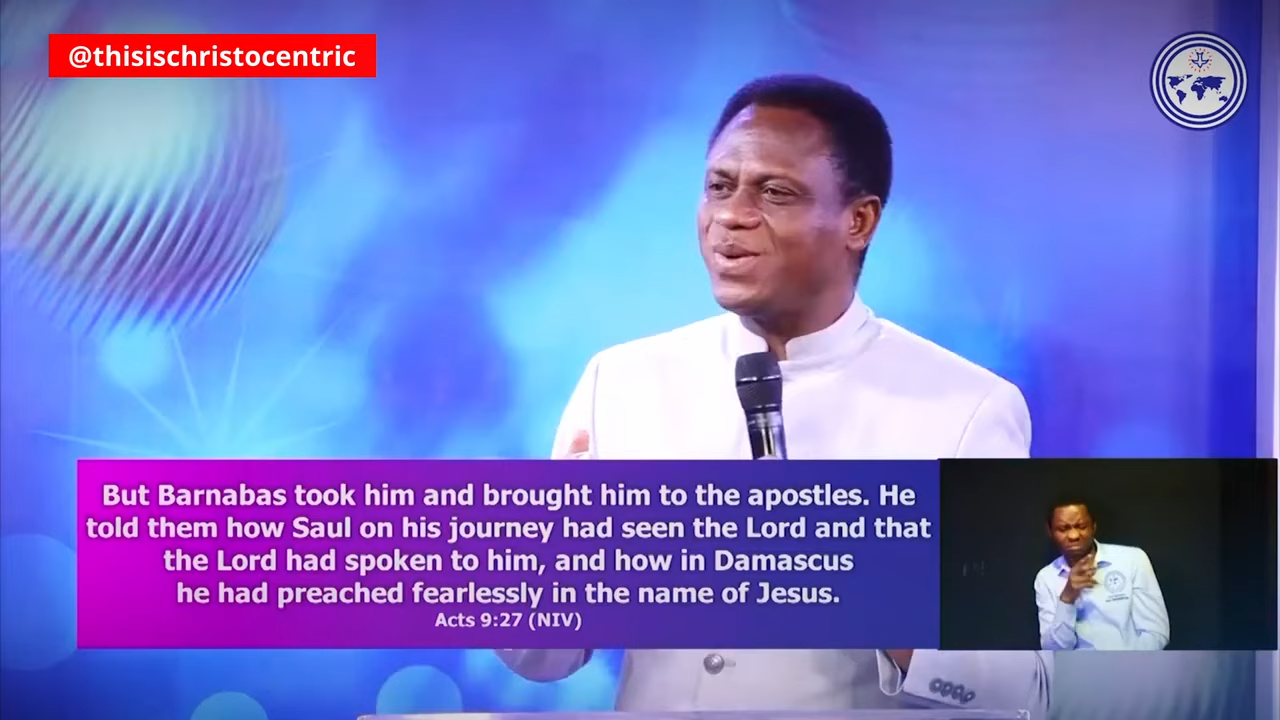 @thisischristocentric
But Barnabas took him and brought him to the apostles. He
told them how Saul on his journey had seen the Lord and that
the Lord had spoken to him, and how in Damascus
he had preached fearlessly in the name of Jesus.
Acts 9:27 (NIV)